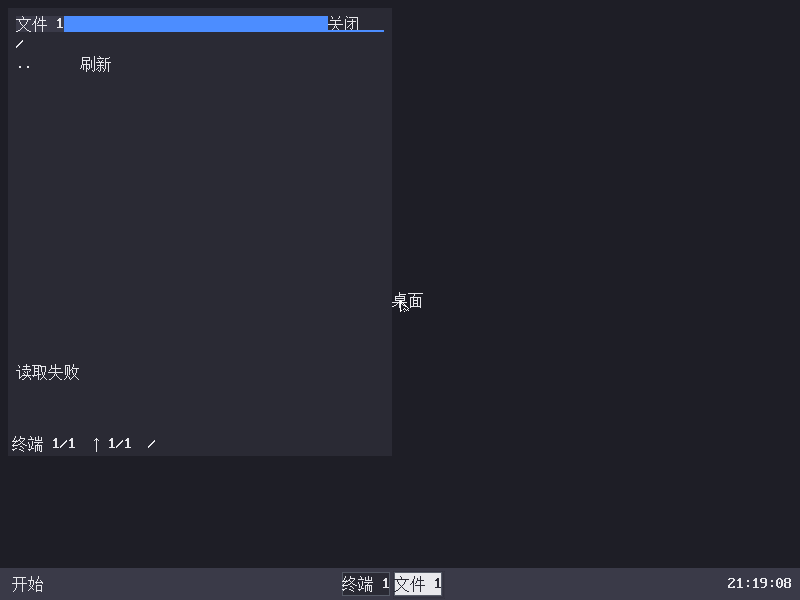 文件 1 关闭
/
.. 刷新
桌面
读取失败
终端 1/1 ↑ 1/1 /
开始 终端 1 文件 1 21:19:08